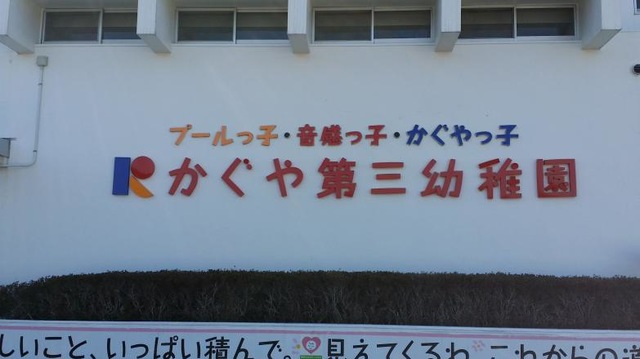 プールっ子・音感っ子・かぐやっ子
かぐや第三幼稚園
しいこと、いっぱい積んで。見えてくるね これからの